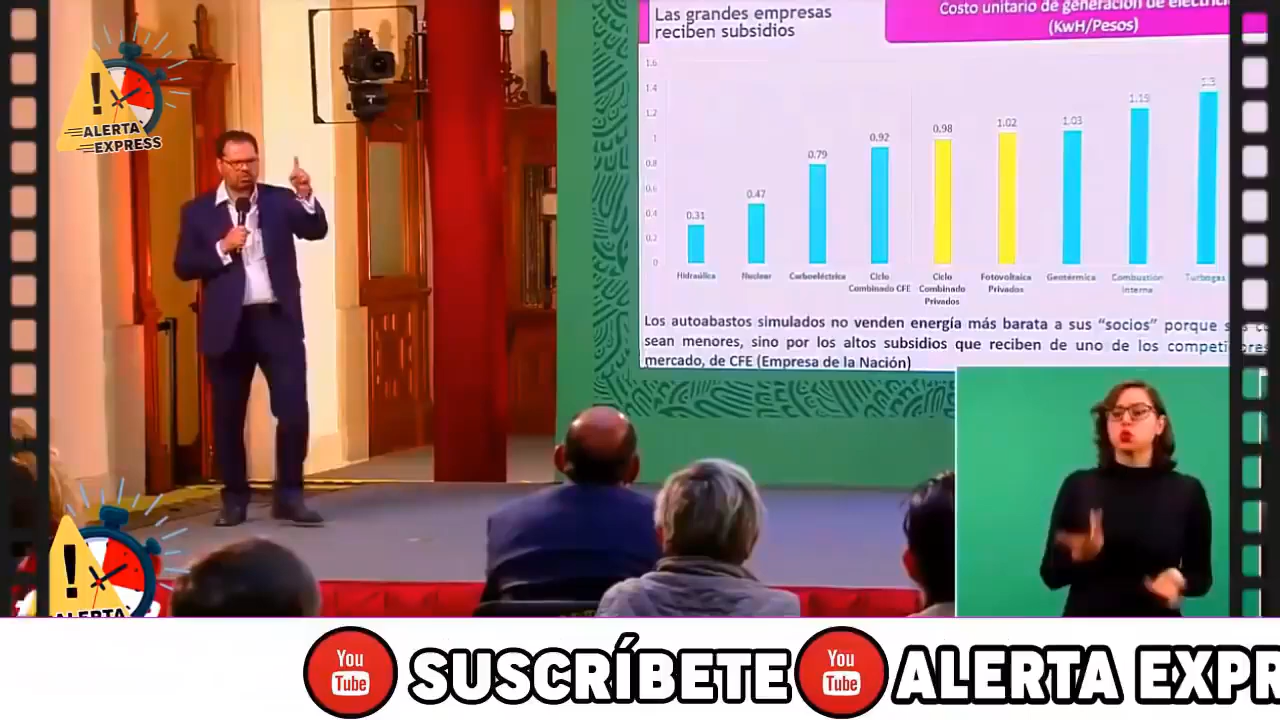 Las grandes empresas
reciben subsidios
Costo unitario de generación de
(KwH/Pesos)
1.6
1.4
1.2
1
0.8
0.6
0.4
0.2
0
0.31
0.47
0.79
0.92
0.98
1.02
1.03
1.15
1.3
Hidraúlica
Nuclear
Carboeléctrica
Ciclo
Combinado CFE
Ciclo
Combinado
Privados
Fotovoltaica
Privados
Geotérmica
Combustión
Interna
Turbogas
Los autoabastos simulados no venden energía más barata a sus “socios” porque
sean menores, sino por los altos subsidios que reciben de uno de los
mercado, de CFE (Empresa de la Nación)
ALERTA
EXPRESS
ALERTA
You
Tube
SUSCRÍBETE
You
Tube
ALERTA EXPR